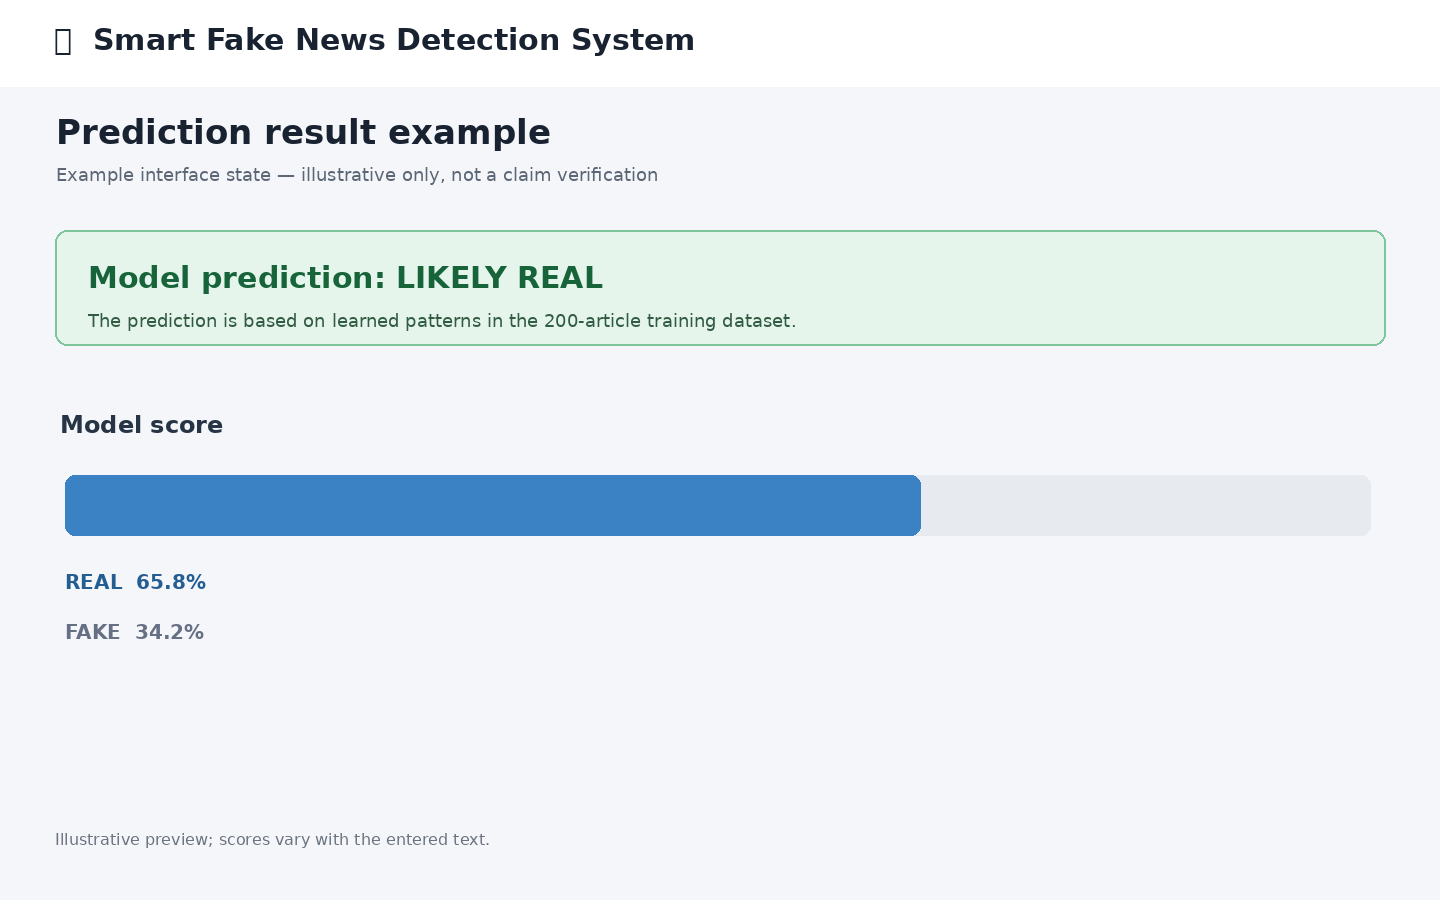 Smart Fake News Detection System
Prediction result example
Example interface state — illustrative only, not a claim verification
Model prediction: LIKELY REAL
The prediction is based on learned patterns in the 200-article training dataset.
Model score
REAL 65.8%
FAKE 34.2%
Illustrative preview; scores vary with the entered text.